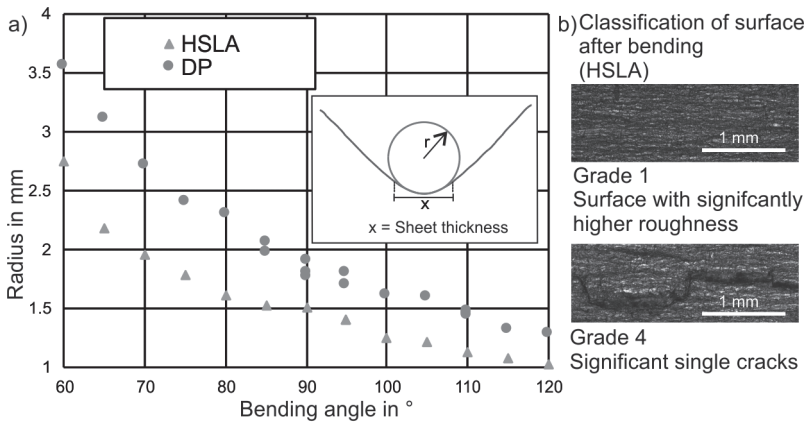 a)
4
3.5
3
2.5
2
1.5
1
Radius in mm
60
70
80
90
100
110
120
Bending angle in °
HSLA
DP
r
x
x = Sheet thickness
b) Classification of surface
after bending
(HSLA)
1 mm
Grade 1
Surface with signifcantly
higher roughness
1 mm
Grade 4
Significant single cracks